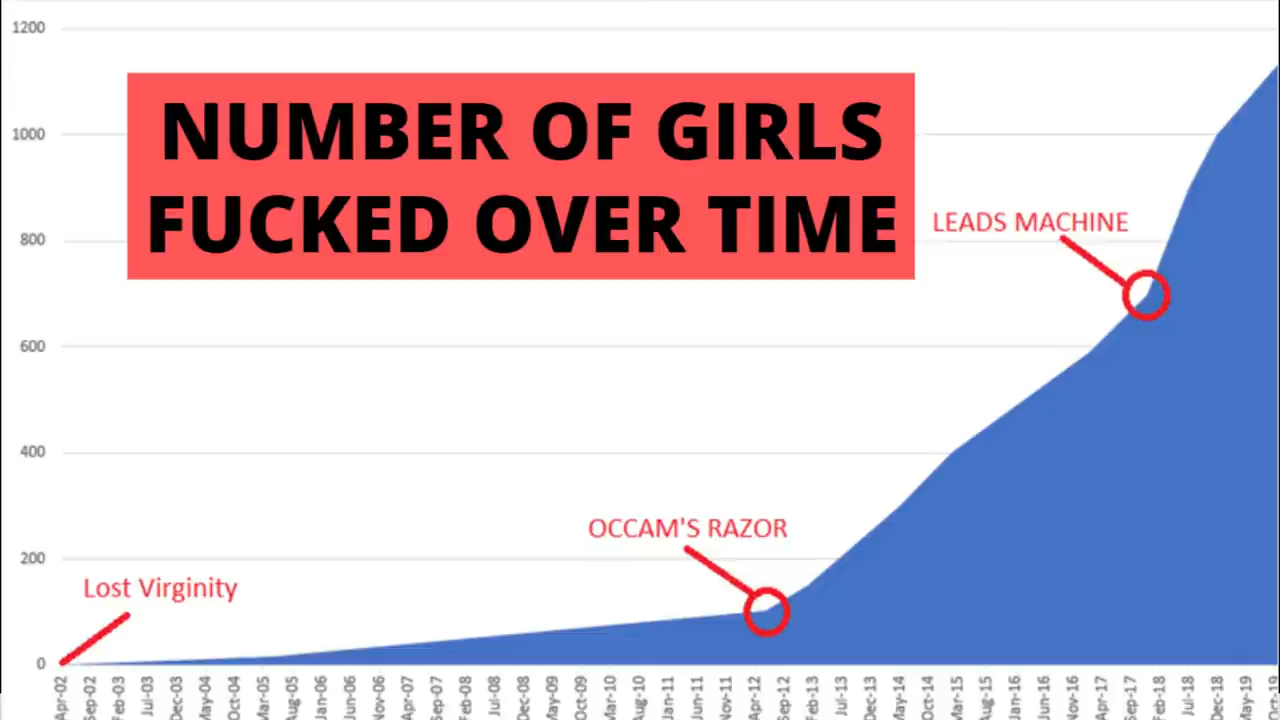 1200
NUMBER OF GIRLS
FUCKED OVER TIME
1000
LEADS MACHINE
800
600
400
OCCAM'S RAZOR
200
Lost Virginity
0
Apr-02
Sep-02
Feb-03
Jul-03
Dec-03
May-04
Oct-04
Mar-05
Aug-05
Jan-06
Jun-06
Nov-06
Apr-07
Sep-07
Feb-08
Jul-08
Dec-08
May-09
Oct-09
Mar-10
Aug-10
Jan-11
Jun-11
Nov-11
Apr-12
Sep-12
Feb-13
Jul-13
Dec-13
May-14
Oct-14
Mar-15
Aug-15
Jan-16
Jun-16
Nov-16
Apr-17
Sep-17
Feb-18
Jul-18
Dec-18
May-19
Oct-19